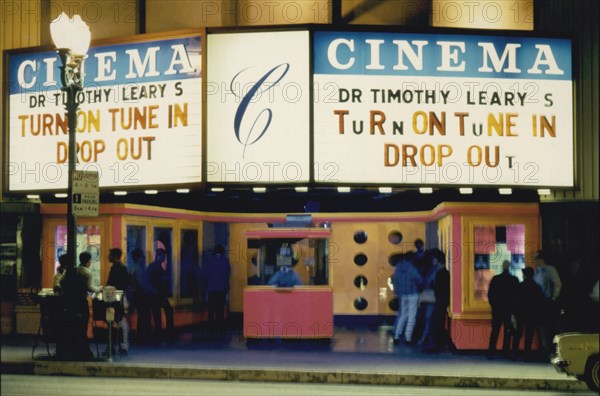 CINEMA
DR TIMOTHY LEARY S
TURN ON TUNE IN
DROP OUT
C
CINEMA
DR TIMOTHY LEARY S
TURN ON TUNE IN
DROP OUT